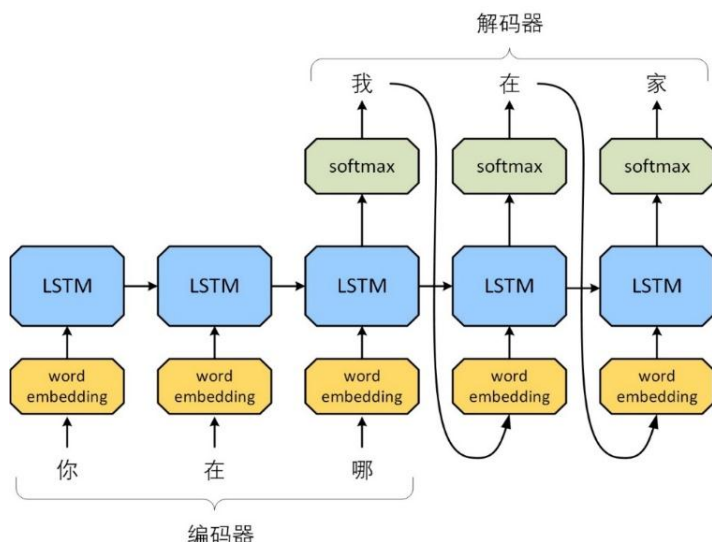 解码器
我 在 家
softmax softmax softmax
LSTM LSTM LSTM LSTM LSTM
word embedding word embedding word embedding word embedding word embedding
你 在 哪
编码器